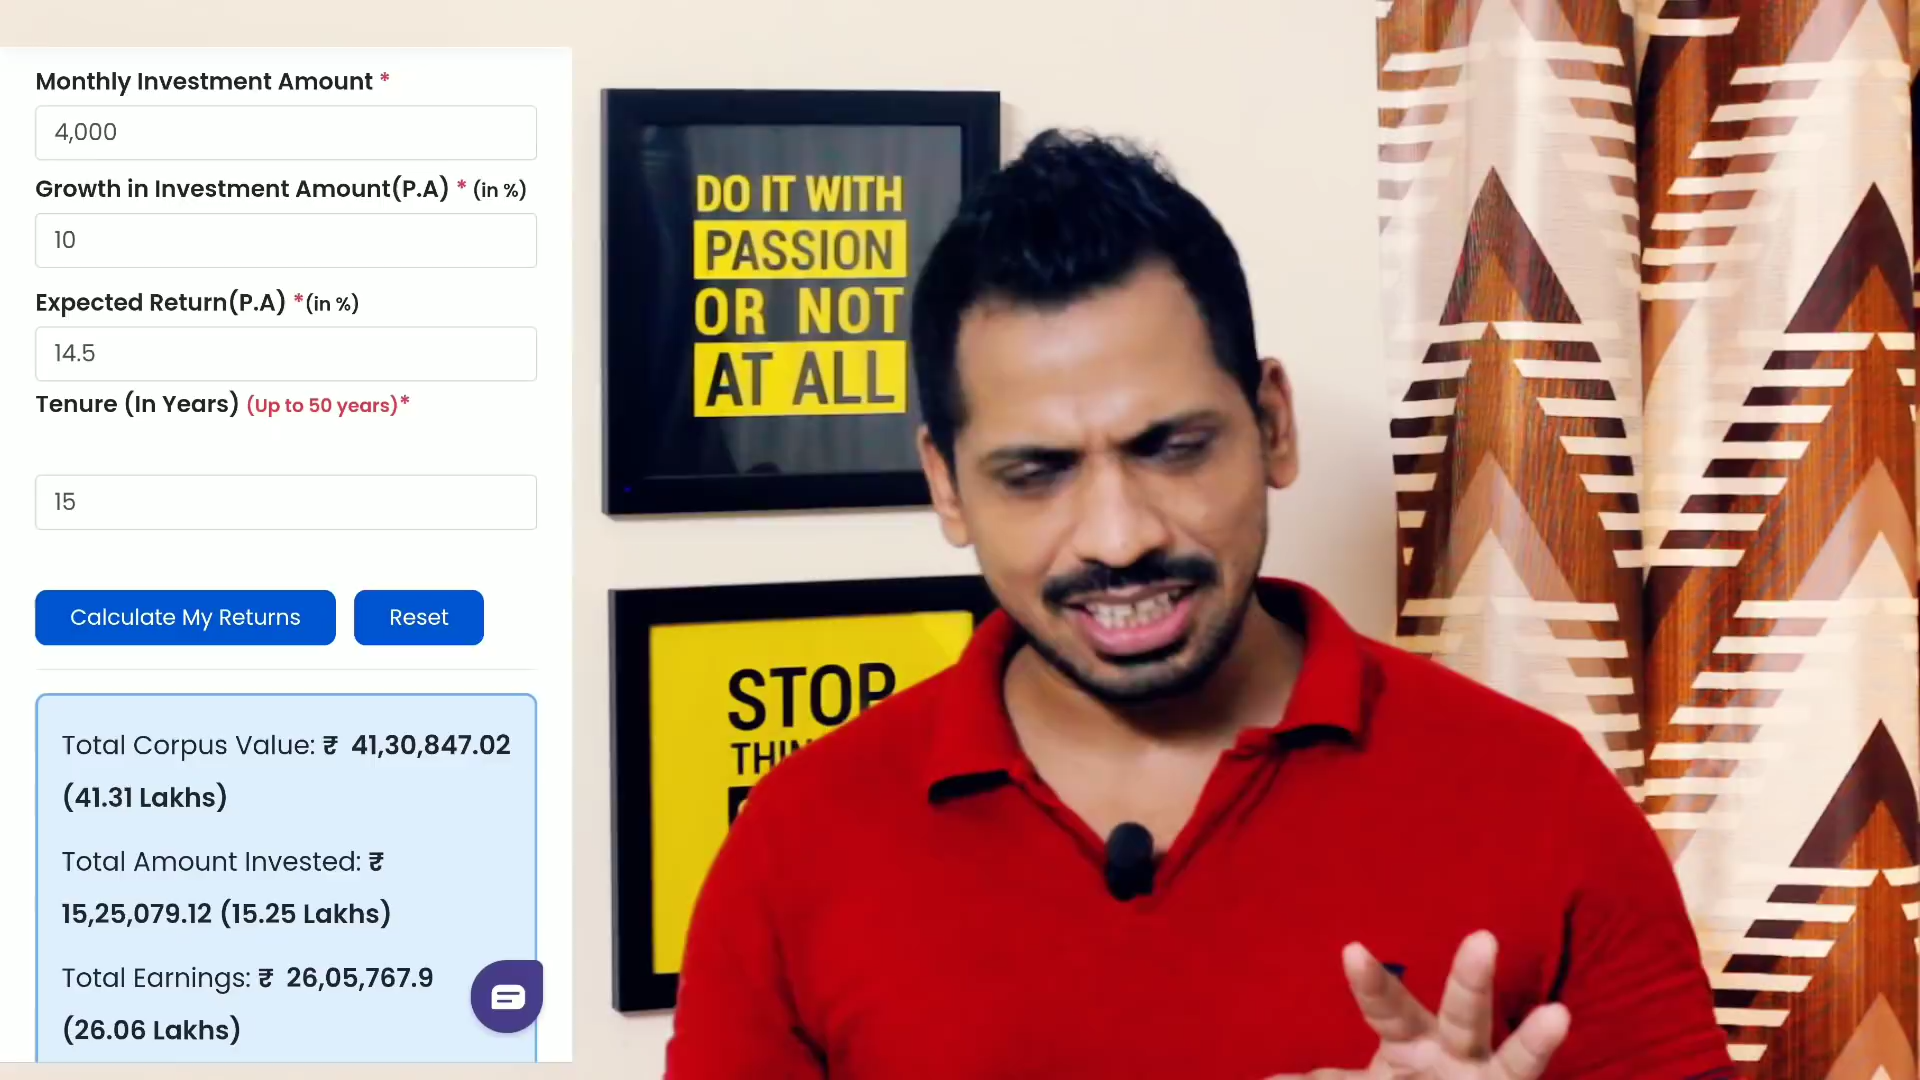 Monthly Investment Amount *
4,000
Growth in Investment Amount(P.A) * (in %)
10
Expected Return(P.A) *(in %)
14.5
Tenure (In Years) (Up to 50 years)*
15
Calculate My Returns
Reset
Total Corpus Value: ₹ 41,30,847.02
(41.31 Lakhs)
Total Amount Invested: ₹
15,25,079.12 (15.25 Lakhs)
Total Earnings: ₹ 26,05,767.9
(26.06 Lakhs)
DO IT WITH
PASSION
OR NOT
AT ALL
STOP